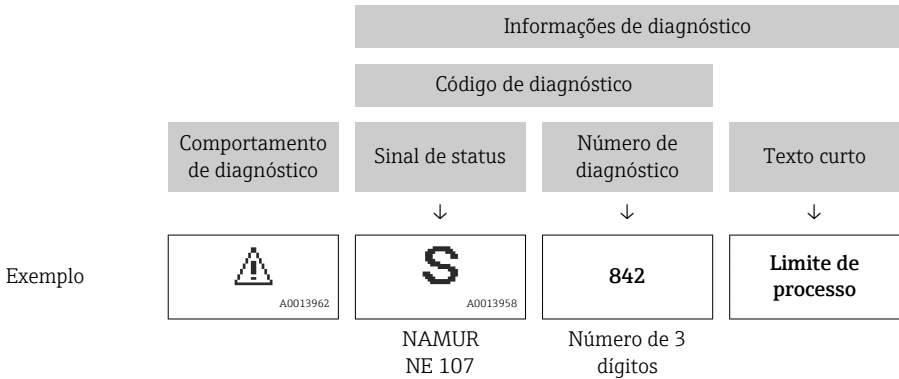 Informações de diagnóstico
Código de diagnóstico
Comportamento
de diagnóstico
Sinal de status
Número de
diagnóstico
Texto curto
↓ ↓ ↓
Exemplo
A0013962
S
A0013958
842
Limite de
processo
NAMUR
NE 107
Número de 3
dígitos